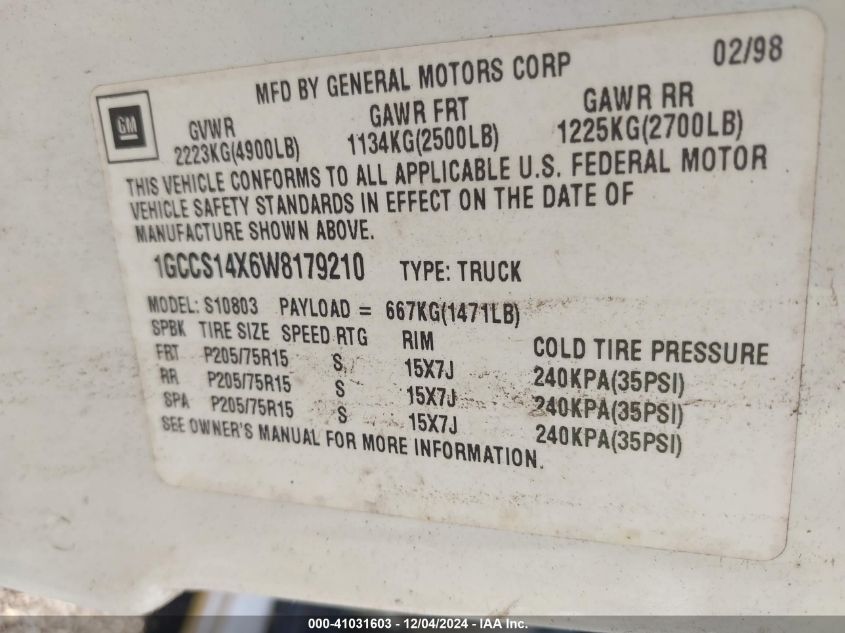 02/98
MFD BY GENERAL MOTORS CORP
GM
GVWR GAWR FRT GAWR RR
2223KG(4900LB) 1134KG(2500LB) 1225KG(2700LB)
THIS VEHICLE CONFORMS TO ALL APPLICABLE U.S. FEDERAL MOTOR
VEHICLE SAFETY STANDARDS IN EFFECT ON THE DATE OF
MANUFACTURE SHOWN ABOVE.
1GCCS14X6W8179210 TYPE: TRUCK
MODEL: S10803 PAYLOAD = 667KG(1471LB)
SPBK TIRE SIZE SPEED RTG RIM COLD TIRE PRESSURE
FRT P205/75R15 S 15X7J 240KPA(35PSI)
RR P205/75R15 S 15X7J 240KPA(35PSI)
SPA P205/75R15 S 15X7J 240KPA(35PSI)
SEE OWNER'S MANUAL FOR MORE INFORMATION.
000-41031603 - 12/04/2024 - IAA Inc.